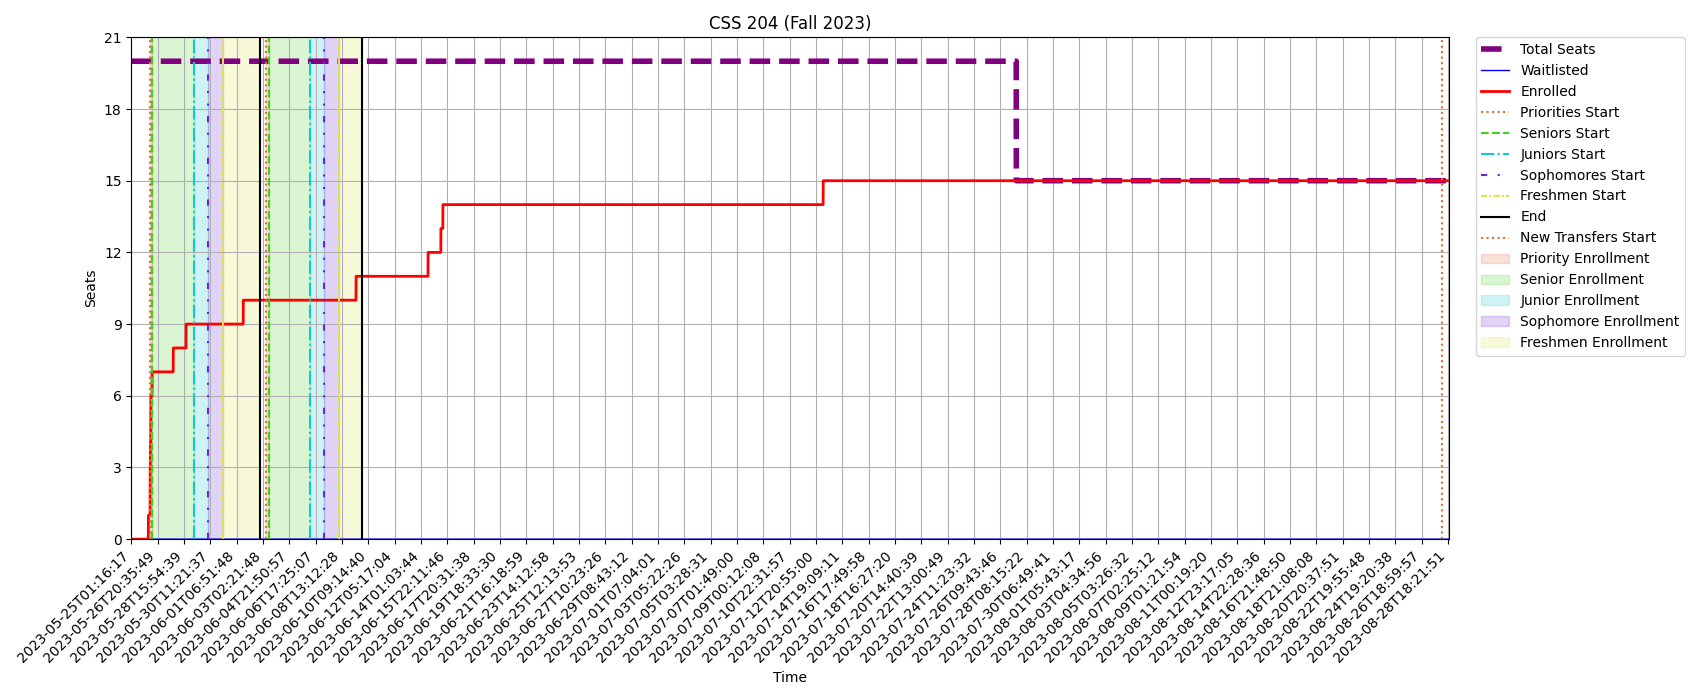 CSS 204 (Fall 2023)
21
18
15
12
9
6
3
0
Seats
2023-05-25T01:16:17
2023-05-26T20:35:49
2023-05-28T15:54:39
2023-05-30T11:21:37
2023-06-01T06:51:48
2023-06-03T02:21:48
2023-06-04T21:50:57
2023-06-06T17:25:07
2023-06-08T13:12:28
2023-06-10T09:14:40
2023-06-12T05:17:04
2023-06-14T01:03:44
2023-06-15T22:11:46
2023-06-17T20:31:38
2023-06-19T18:33:30
2023-06-21T16:18:59
2023-06-23T14:12:58
2023-06-25T12:13:53
2023-06-27T10:23:26
2023-06-29T08:43:12
2023-07-01T07:04:01
2023-07-03T05:22:26
2023-07-05T03:28:31
2023-07-07T01:49:00
2023-07-09T00:12:08
2023-07-10T22:31:57
2023-07-12T20:55:00
2023-07-14T19:09:11
2023-07-16T17:49:58
2023-07-18T16:27:20
2023-07-20T14:40:39
2023-07-22T13:00:49
2023-07-24T11:23:32
2023-07-26T09:43:46
2023-07-28T08:15:22
2023-07-30T06:49:41
2023-08-01T05:43:17
2023-08-03T04:34:56
2023-08-05T03:26:32
2023-08-07T02:25:12
2023-08-09T01:21:54
2023-08-11T00:19:20
2023-08-12T23:17:05
2023-08-14T22:28:36
2023-08-16T21:48:50
2023-08-18T21:08:08
2023-08-20T20:37:51
2023-08-22T19:55:48
2023-08-24T19:20:38
2023-08-26T18:59:57
2023-08-28T18:21:51
Time
Total Seats
Waitlisted
Enrolled
Priorities Start
Seniors Start
Juniors Start
Sophomores Start
Freshmen Start
End
New Transfers Start
Priority Enrollment
Senior Enrollment
Junior Enrollment
Sophomore Enrollment
Freshmen Enrollment